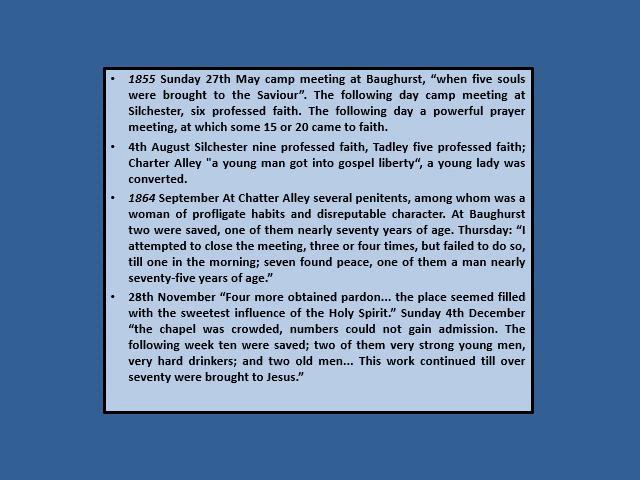 • 1855 Sunday 27th May camp meeting at Baughurst, “when five souls
were brought to the Saviour”. The following day camp meeting at
Silchester, six professed faith. The following day a powerful prayer
meeting, at which some 15 or 20 came to faith.
• 4th August Silchester nine professed faith, Tadley five professed faith;
Charter Alley "a young man got into gospel liberty“, a young lady was
converted.
• 1864 September At Chatter Alley several penitents, among whom was a
woman of profligate habits and disreputable character. At Baughurst
two were saved, one of them nearly seventy years of age. Thursday: “I
attempted to close the meeting, three or four times, but failed to do so,
till one in the morning; seven found peace, one of them a man nearly
seventy-five years of age.”
• 28th November “Four more obtained pardon... the place seemed filled
with the sweetest influence of the Holy Spirit.” Sunday 4th December
“the chapel was crowded, numbers could not gain admission. The
following week ten were saved; two of them very strong young men,
very hard drinkers; and two old men... This work continued till over
seventy were brought to Jesus.”